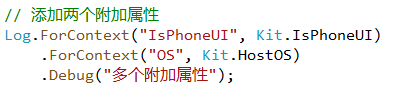 // 添加两个附加属性
Log.ForContext("IsPhoneUI", Kit.IsPhoneUI)
.ForContext("OS", Kit.HostOS)
.Debug("多个附加属性");